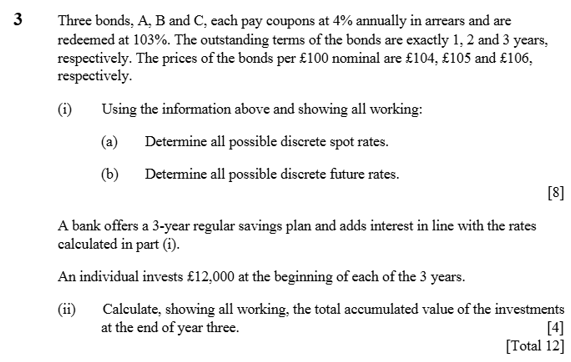 3 Three bonds, A, B and C, each pay coupons at 4% annually in arrears and are
redeemed at 103%. The outstanding terms of the bonds are exactly 1, 2 and 3 years,
respectively. The prices of the bonds per £100 nominal are £104, £105 and £106,
respectively.
(i) Using the information above and showing all working:
(a) Determine all possible discrete spot rates.
(b) Determine all possible discrete future rates.
[8]
A bank offers a 3-year regular savings plan and adds interest in line with the rates
calculated in part (i).
An individual invests £12,000 at the beginning of each of the 3 years.
(ii) Calculate, showing all working, the total accumulated value of the investments
at the end of year three. [4]
[Total 12]